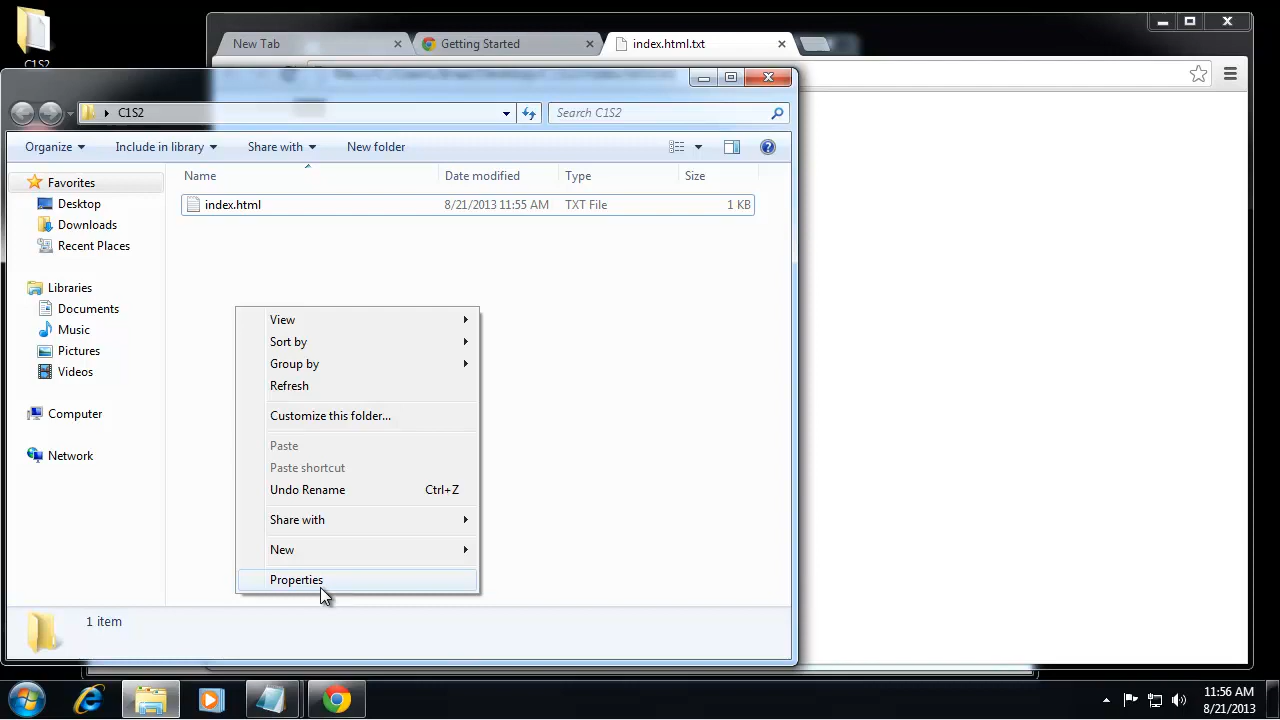 C1S2
New Tab
Getting Started
index.html.txt
C1S2
Search C1S2
Organize
Include in library
Share with
New folder
Name
Date modified
Type
Size
Favorites
index.html
8/21/2013 11:55 AM
TXT File
1 KB
Desktop
Downloads
Recent Places
Libraries
Documents
Music
Pictures
Videos
Computer
Network
View
Sort by
Group by
Refresh
Customize this folder...
Paste
Paste shortcut
Undo Rename Ctrl+Z
Share with
New
Properties
1 item
11:56 AM
8/21/2013